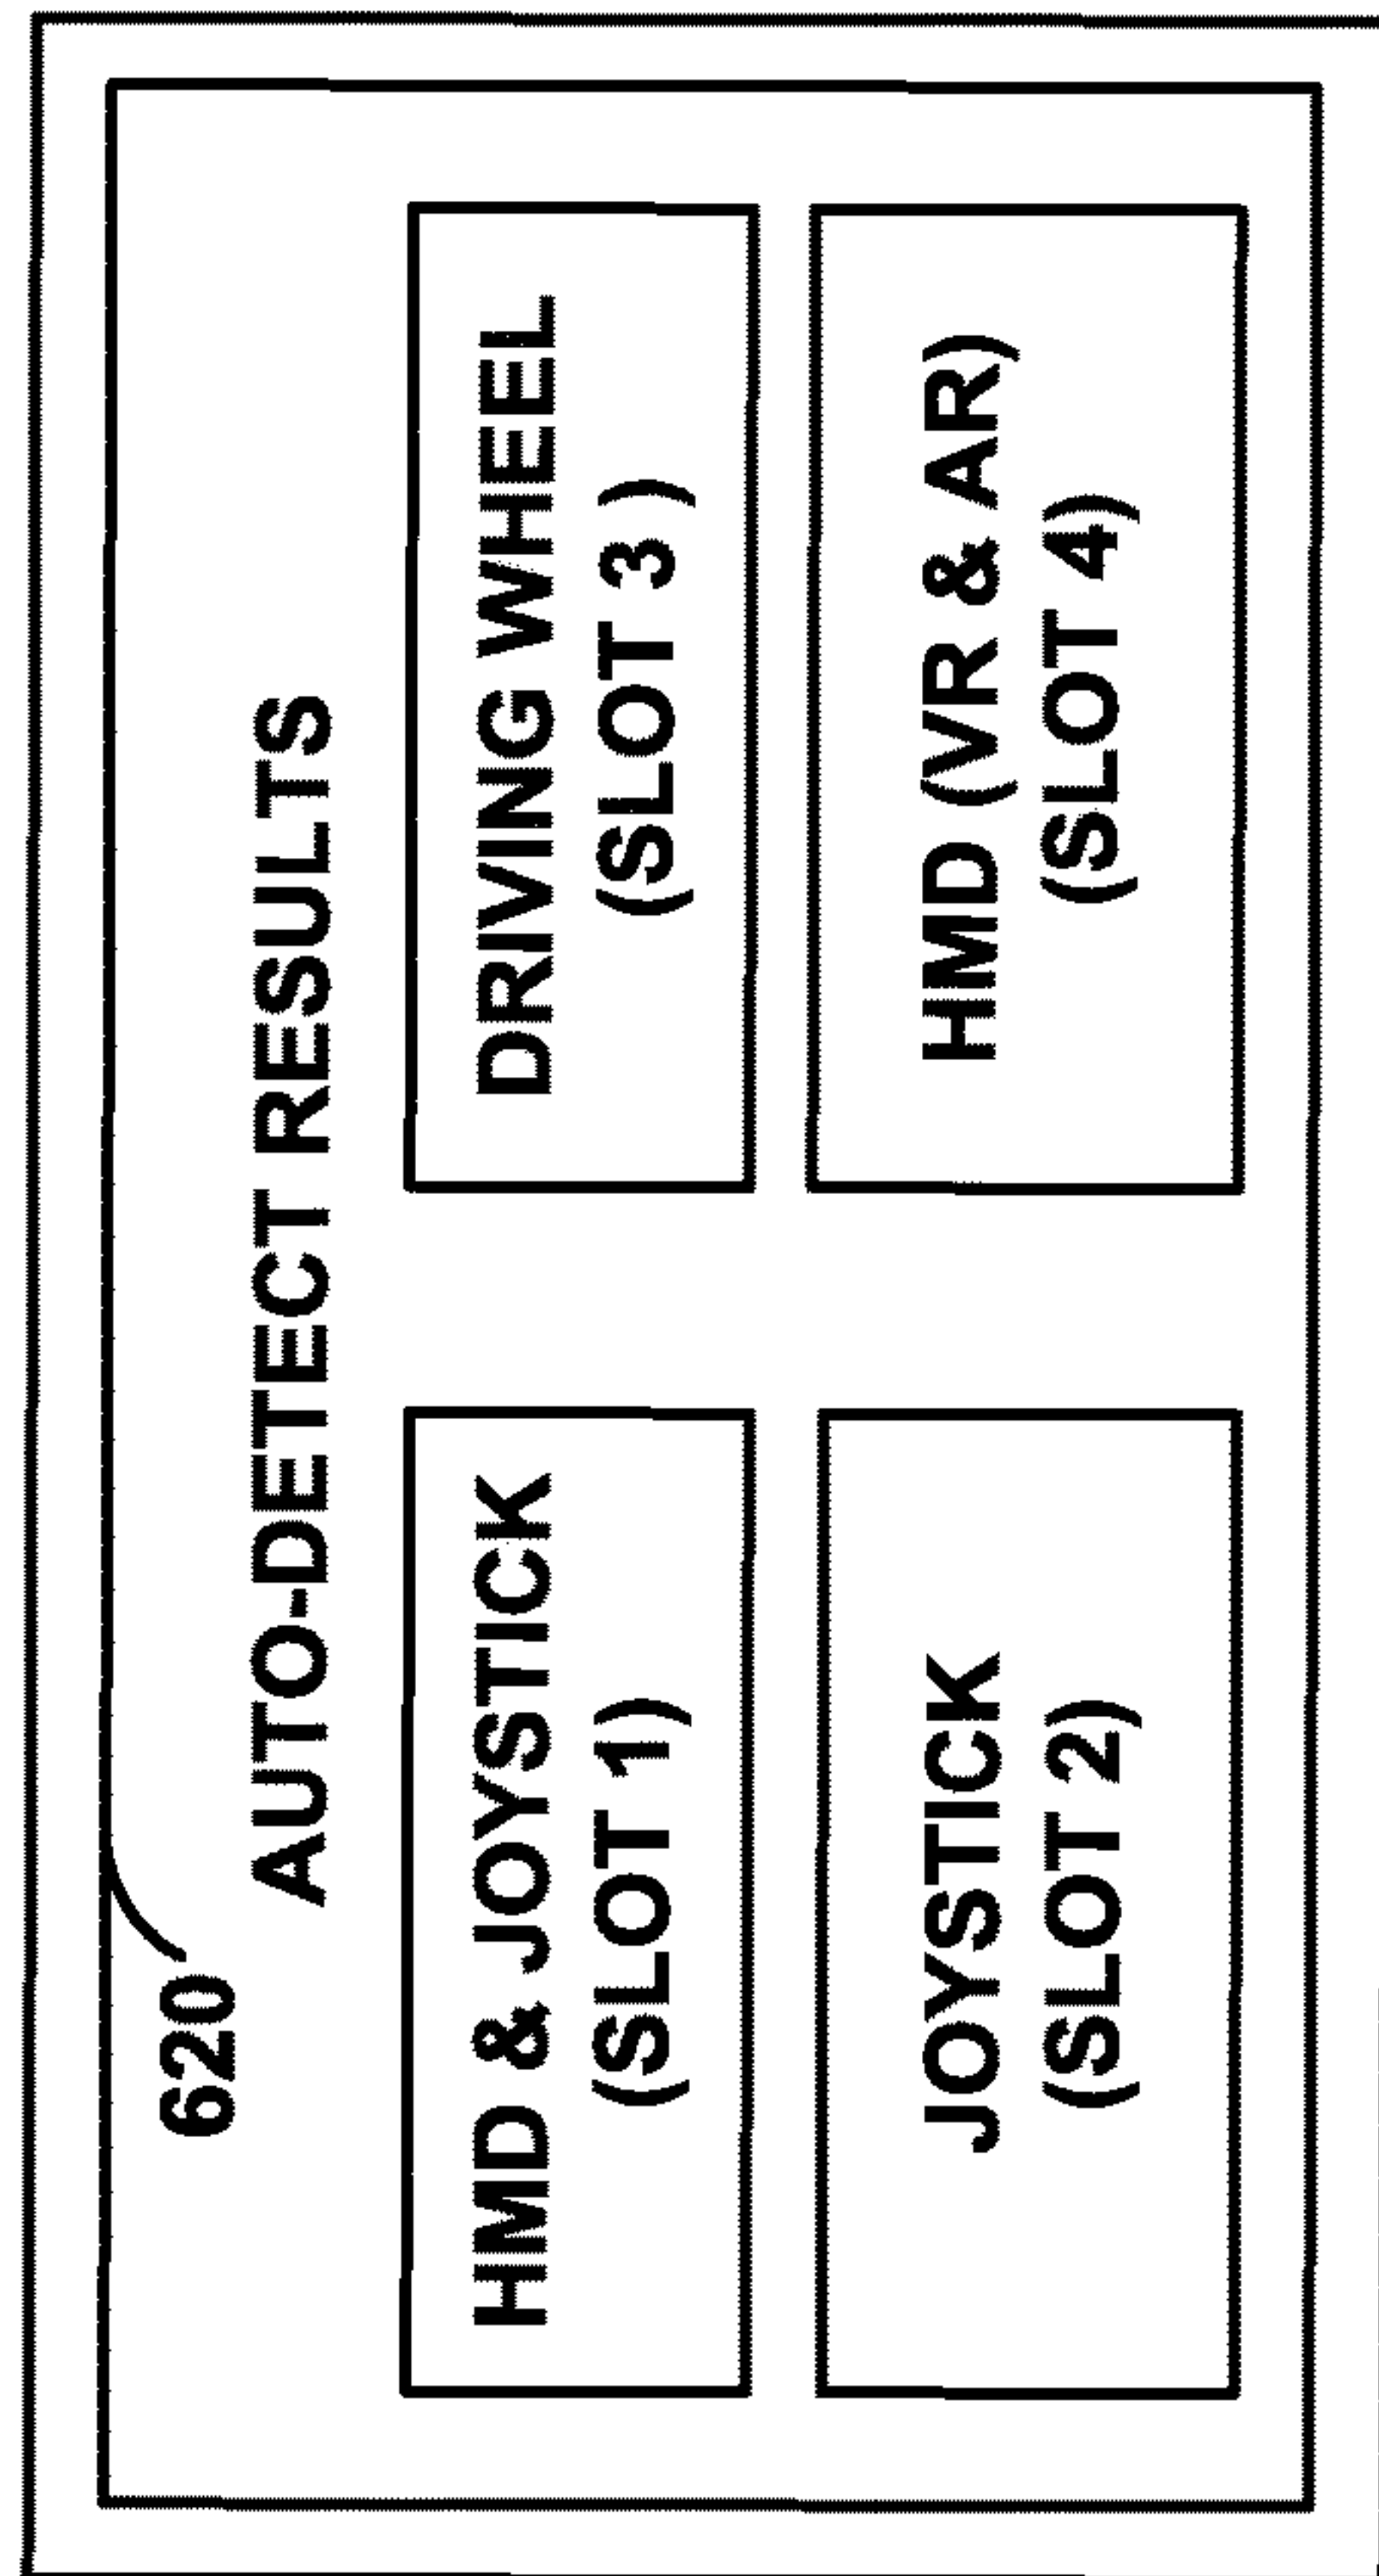 620
AUTO-DETECT RESULTS
HMD & JOYSTICK
(SLOT 1)
DRIVING WHEEL
(SLOT 3 )
JOYSTICK
(SLOT 2)
HMD (VR & AR)
(SLOT 4)